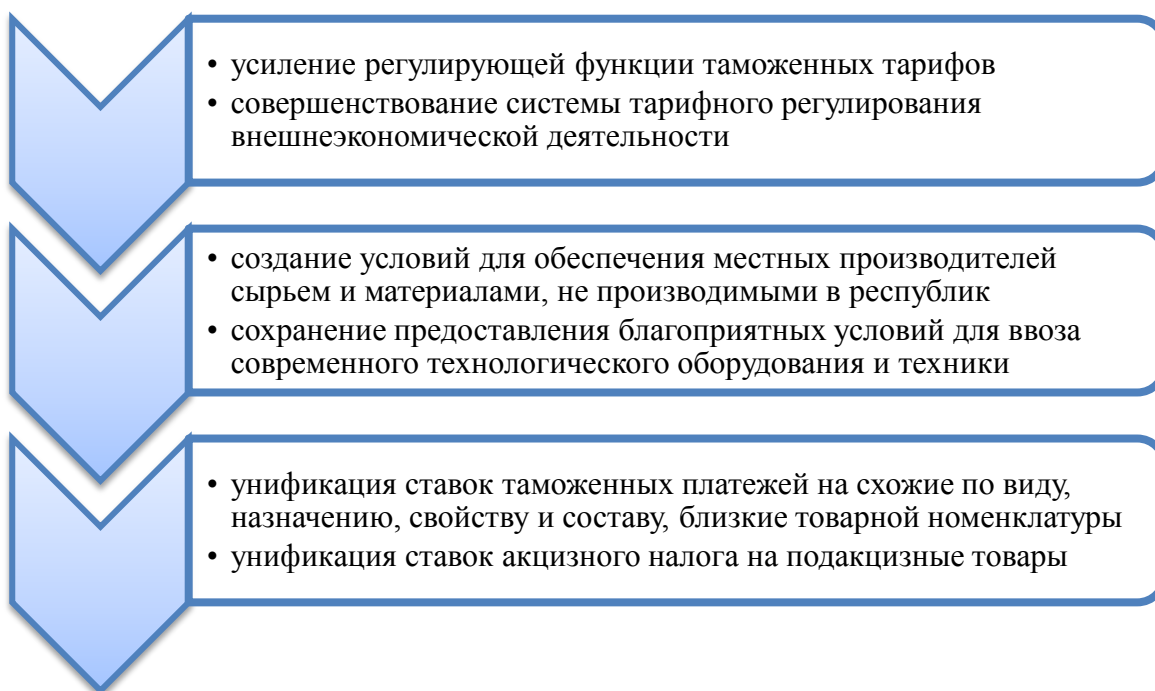 • усиление регулирующей функции таможенных тарифов
• совершенствование системы тарифного регулирования
внешнеэкономической деятельности
• создание условий для обеспечения местных производителей
сырьем и материалами, не производимыми в республик
• сохранение предоставления благоприятных условий для ввоза
современного технологического оборудования и техники
• унификация ставок таможенных платежей на схожие по виду,
назначению, свойству и составу, близкие товарной номенклатуры
• унификация ставок акцизного налога на подакцизные товары